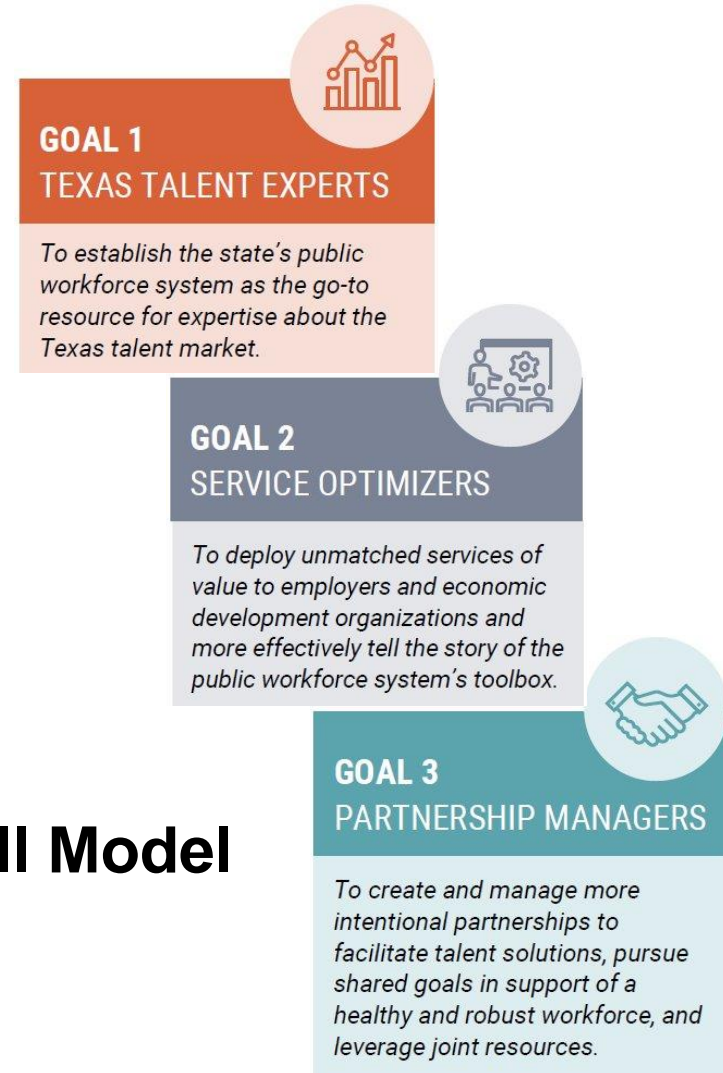 GOAL 1
TEXAS TALENT EXPERTS
To establish the state's public
workforce system as the go-to
resource for expertise about the
Texas talent market.
GOAL 2
SERVICE OPTIMIZERS
To deploy unmatched services of
value to employers and economic
development organizations and
more effectively tell the story of the
public workforce system's toolbox.
GOAL 3
PARTNERSHIP MANAGERS
To create and manage more
intentional partnerships to
facilitate talent solutions, pursue
shared goals in support of a
healthy and robust workforce, and
leverage joint resources.
Model